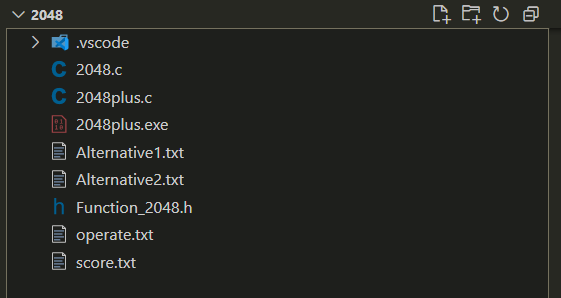 2048
.vscode
C 2048.c
C 2048plus.c
2048plus.exe
Alternative1.txt
Alternative2.txt
h Function_2048.h
operate.txt
score.txt